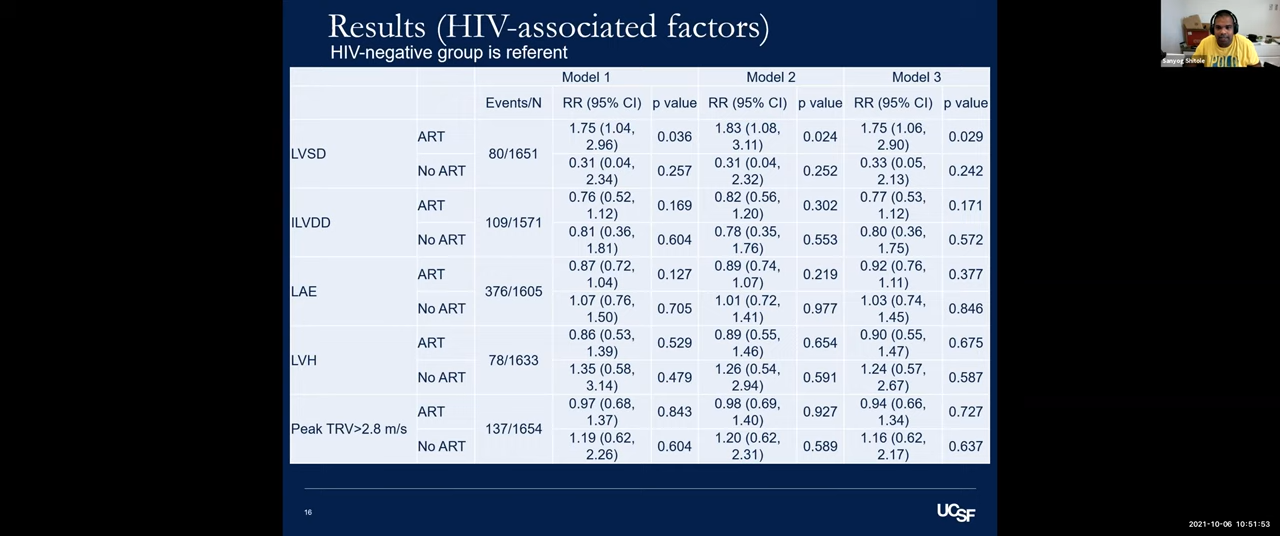 Results (HIV-associated factors)
HIV-negative group is referent
Model 1 Model 2 Model 3
Events/N RR (95% CI) p value RR (95% CI) p value RR (95% CI) p value
LVSD ART 80/1651 1.75 (1.04, 2.96) 0.036 1.83 (1.08, 3.11) 0.024 1.75 (1.06, 2.90) 0.029
No ART 0.31 (0.04, 2.34) 0.257 0.31 (0.04, 2.32) 0.252 0.33 (0.05, 2.13) 0.242
ILVDD ART 109/1571 0.76 (0.52, 1.12) 0.169 0.82 (0.56, 1.20) 0.302 0.77 (0.53, 1.12) 0.171
No ART 0.81 (0.36, 1.81) 0.604 0.78 (0.35, 1.76) 0.553 0.80 (0.36, 1.75) 0.572
LAE ART 376/1605 0.87 (0.72, 1.04) 0.127 0.89 (0.74, 1.07) 0.219 0.92 (0.76, 1.11) 0.377
No ART 1.07 (0.76, 1.50) 0.705 1.01 (0.72, 1.41) 0.977 1.03 (0.74, 1.45) 0.846
LVH ART 78/1633 0.86 (0.53, 1.39) 0.529 0.89 (0.55, 1.46) 0.654 0.90 (0.55, 1.47) 0.675
No ART 1.35 (0.58, 3.14) 0.479 1.26 (0.54, 2.94) 0.591 1.24 (0.57, 2.67) 0.587
Peak TRV>2.8 m/s ART 137/1654 0.97 (0.68, 1.37) 0.843 0.98 (0.69, 1.40) 0.927 0.94 (0.66, 1.34) 0.727
No ART 1.19 (0.62, 2.26) 0.604 1.20 (0.62, 2.31) 0.589 1.16 (0.62, 2.17) 0.637
16
UCSF
Sanyog Shitole
2021-10-06 10:51:53